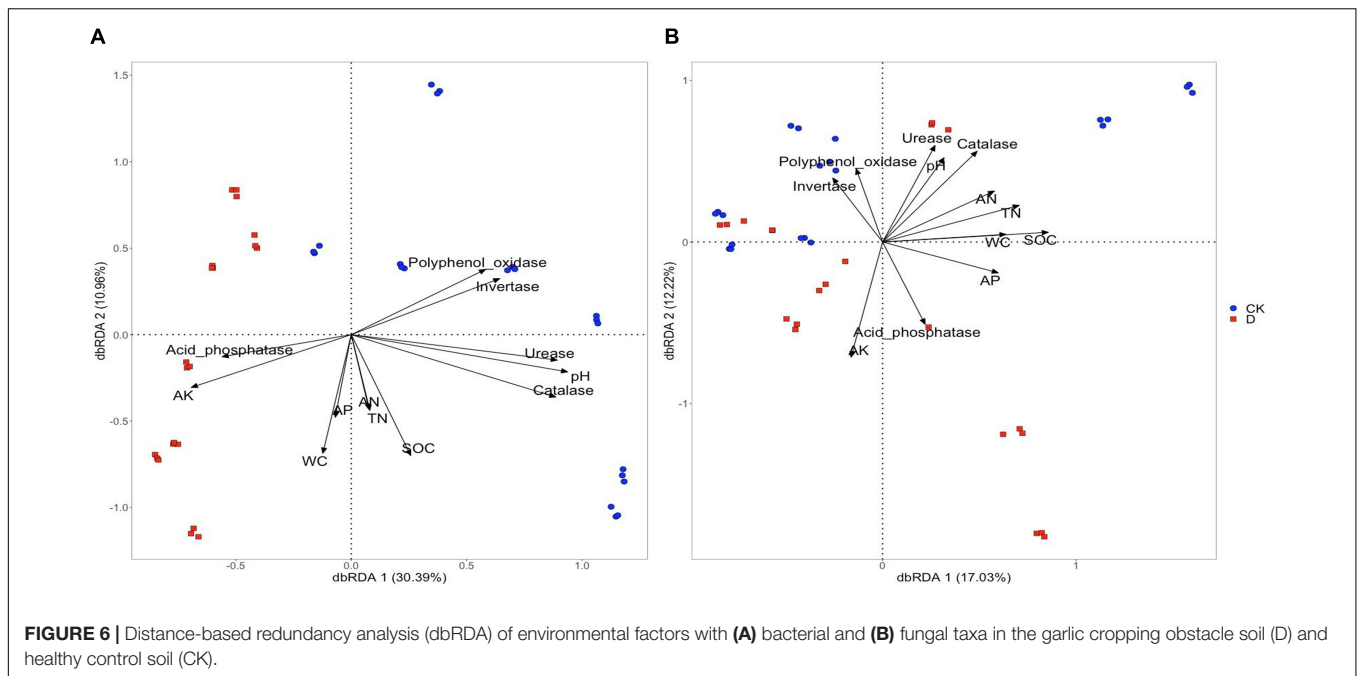 A
1.5
1.0
0.5
0.0
-0.5
-1.0
dbRDA 2 (10.96%)
Polyphenol_oxidase
Invertase
Acid_phosphatase
Urease
pH
AK
Catalase
AN
AP
TN
SOC
WC
-0.5
0.0
0.5
1.0
dbRDA 1 (30.39%)
B
1
0
-1
dbRDA 2 (12.22%)
Urease
Catalase
Polyphenol_oxidase
pH
Invertase
AN
TN
WC
SOC
AP
Acid_phosphatase
AK
0
1
dbRDA 1 (17.03%)
CK
D
FIGURE 6 | Distance-based redundancy analysis (dbRDA) of environmental factors with (A) bacterial and (B) fungal taxa in the garlic cropping obstacle soil (D) and
healthy control soil (CK).